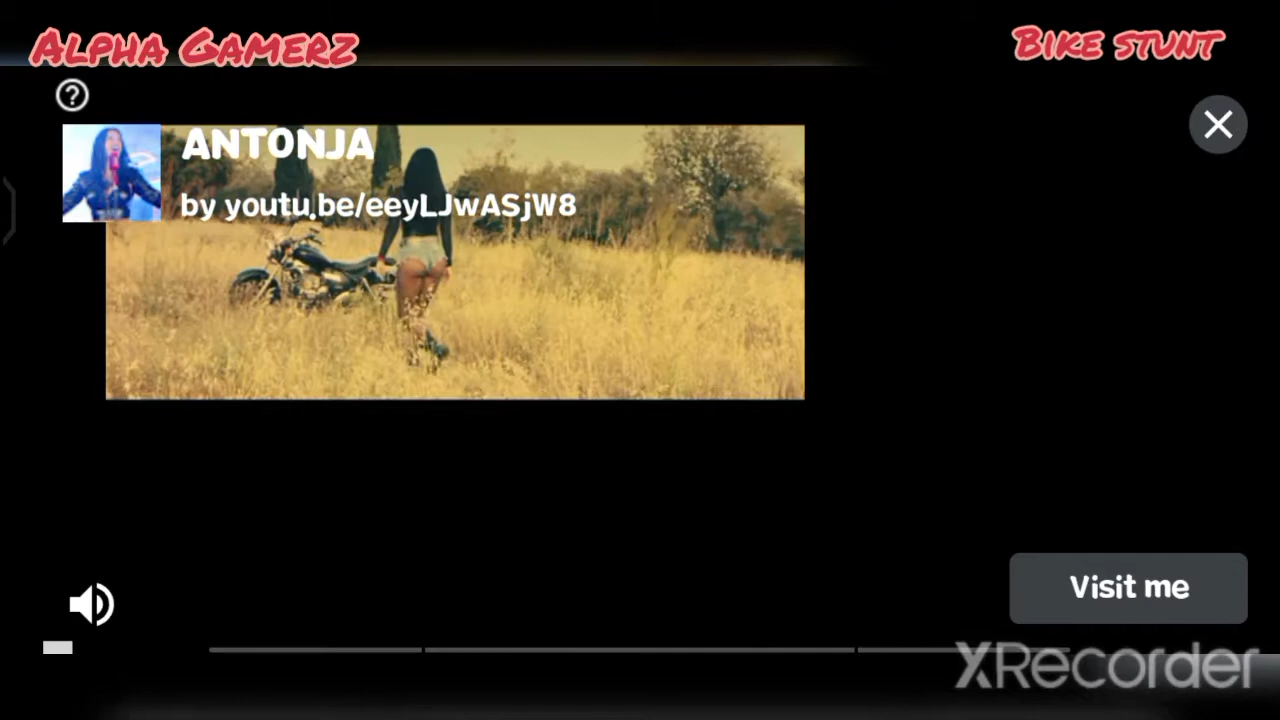 ALPHA GAMERZ
BIKE STUNT
ANTONJA
by youtu.be/eeyLJwASjW8
Visit me
XRecorder